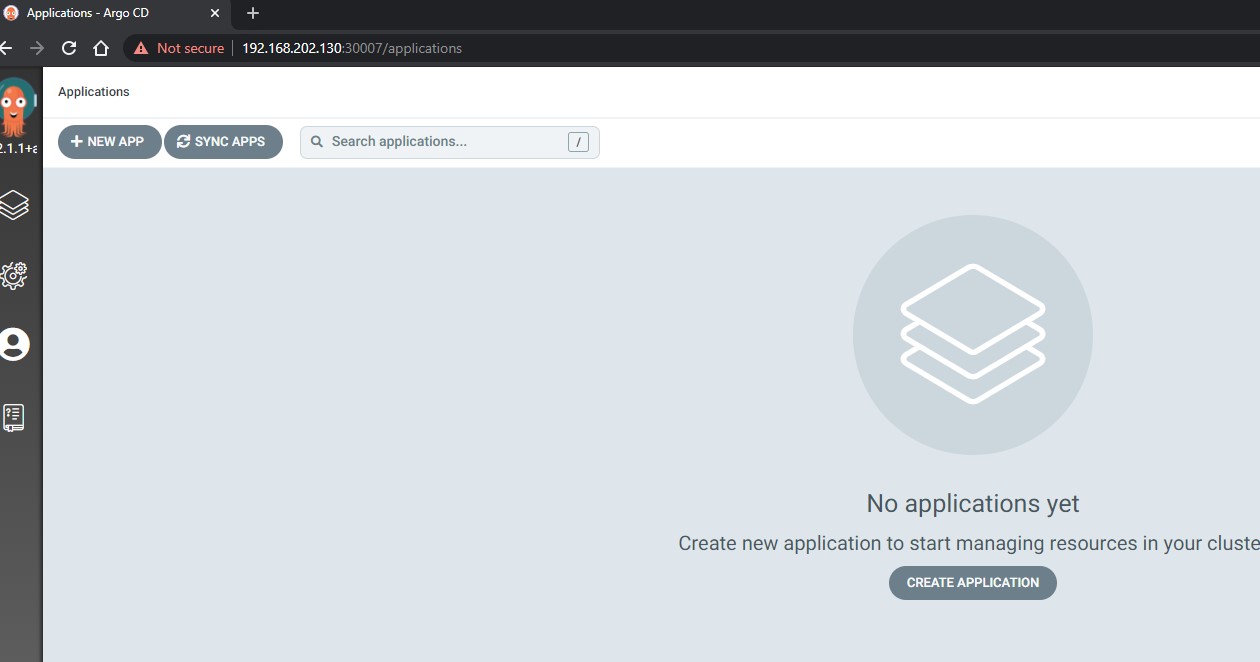 Applications - Argo CD
Not secure
192.168.202.130:30007/applications
Applications
2.1.1+a
NEW APP
SYNC APPS
Search applications...
/
No applications yet
Create new application to start managing resources in your cluste
CREATE APPLICATION